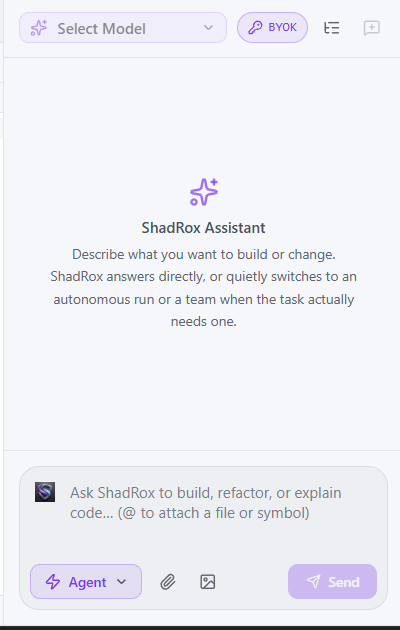 Select Model
BYOK
ShadRox Assistant
Describe what you want to build or change.
ShadRox answers directly, or quietly switches to an
autonomous run or a team when the task actually
needs one.
Ask ShadRox to build, refactor, or explain
code... (@ to attach a file or symbol)
Agent
Send